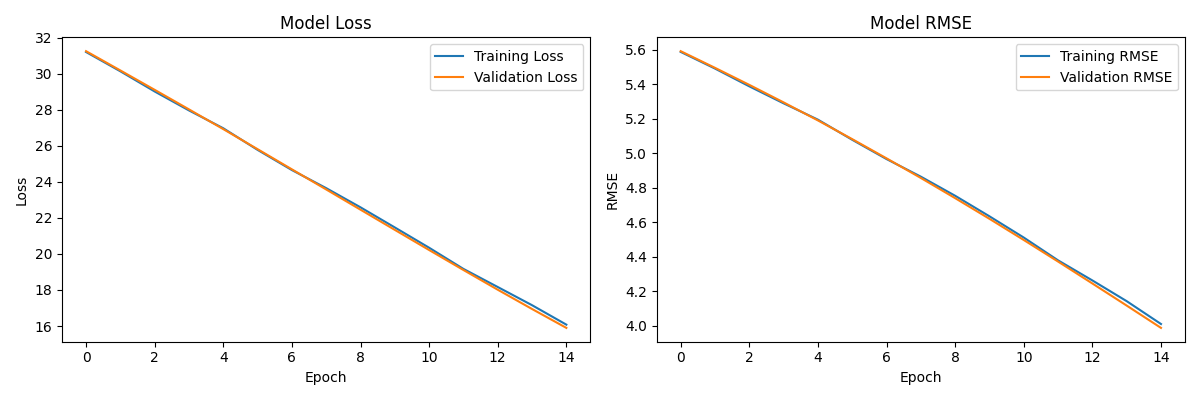 Model Loss
32
30
28
26
24
22
20
18
16
Loss
0 2 4 6 8 10 12 14
Epoch
Training Loss
Validation Loss
Model RMSE
5.6
5.4
5.2
5.0
4.8
4.6
4.4
4.2
4.0
RMSE
0 2 4 6 8 10 12 14
Epoch
Training RMSE
Validation RMSE